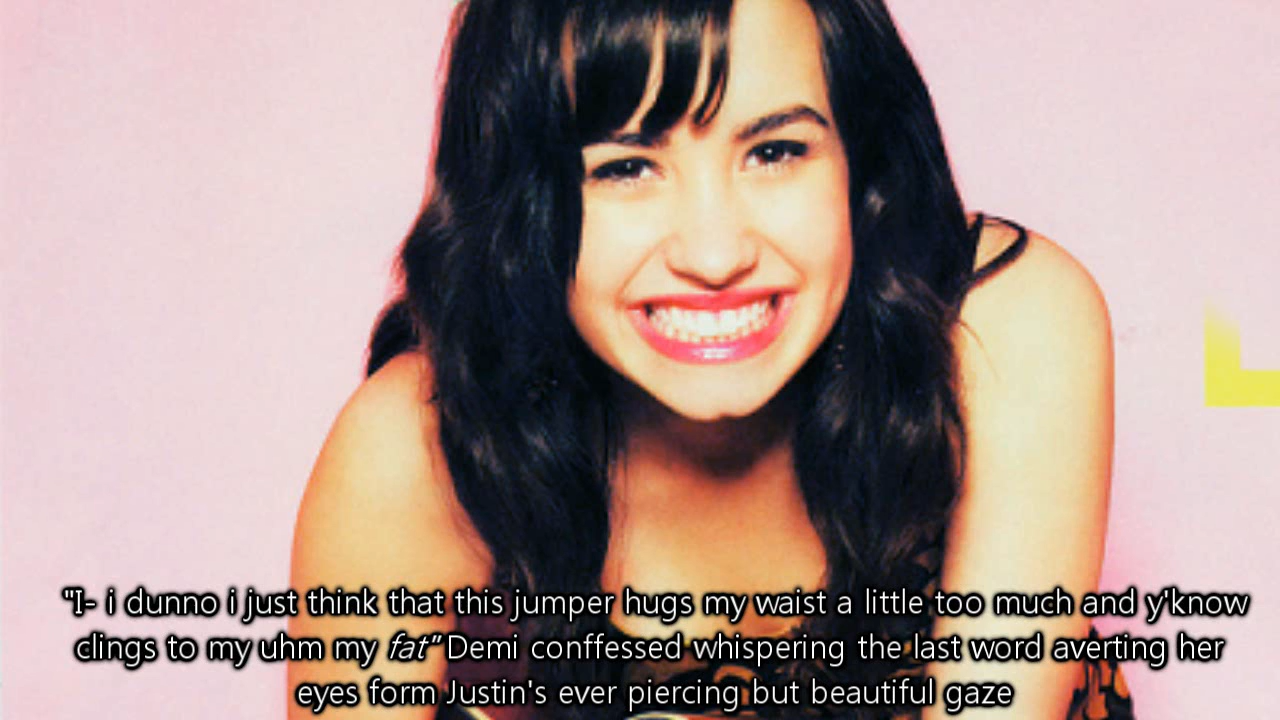 "I- i dunno i just think that this jumper hugs my waist a little too much and y'know
clings to my uhm my fat" Demi conffessed whispering the last word averting her
eyes form Justin's ever piercing but beautiful gaze